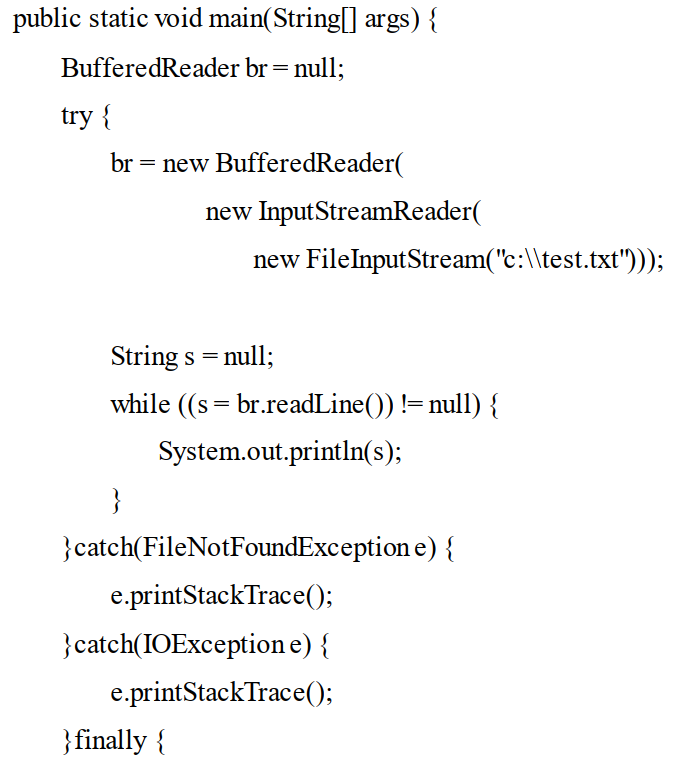 public static void main(String[] args) {
BufferedReader br = null;
try {
br = new BufferedReader(
new InputStreamReader(
new FileInputStream("c:\\test.txt")));
String s = null;
while ((s = br.readLine()) != null) {
System.out.println(s);
}
}catch(FileNotFoundException e) {
e.printStackTrace();
}catch(IOException e) {
e.printStackTrace();
}finally {